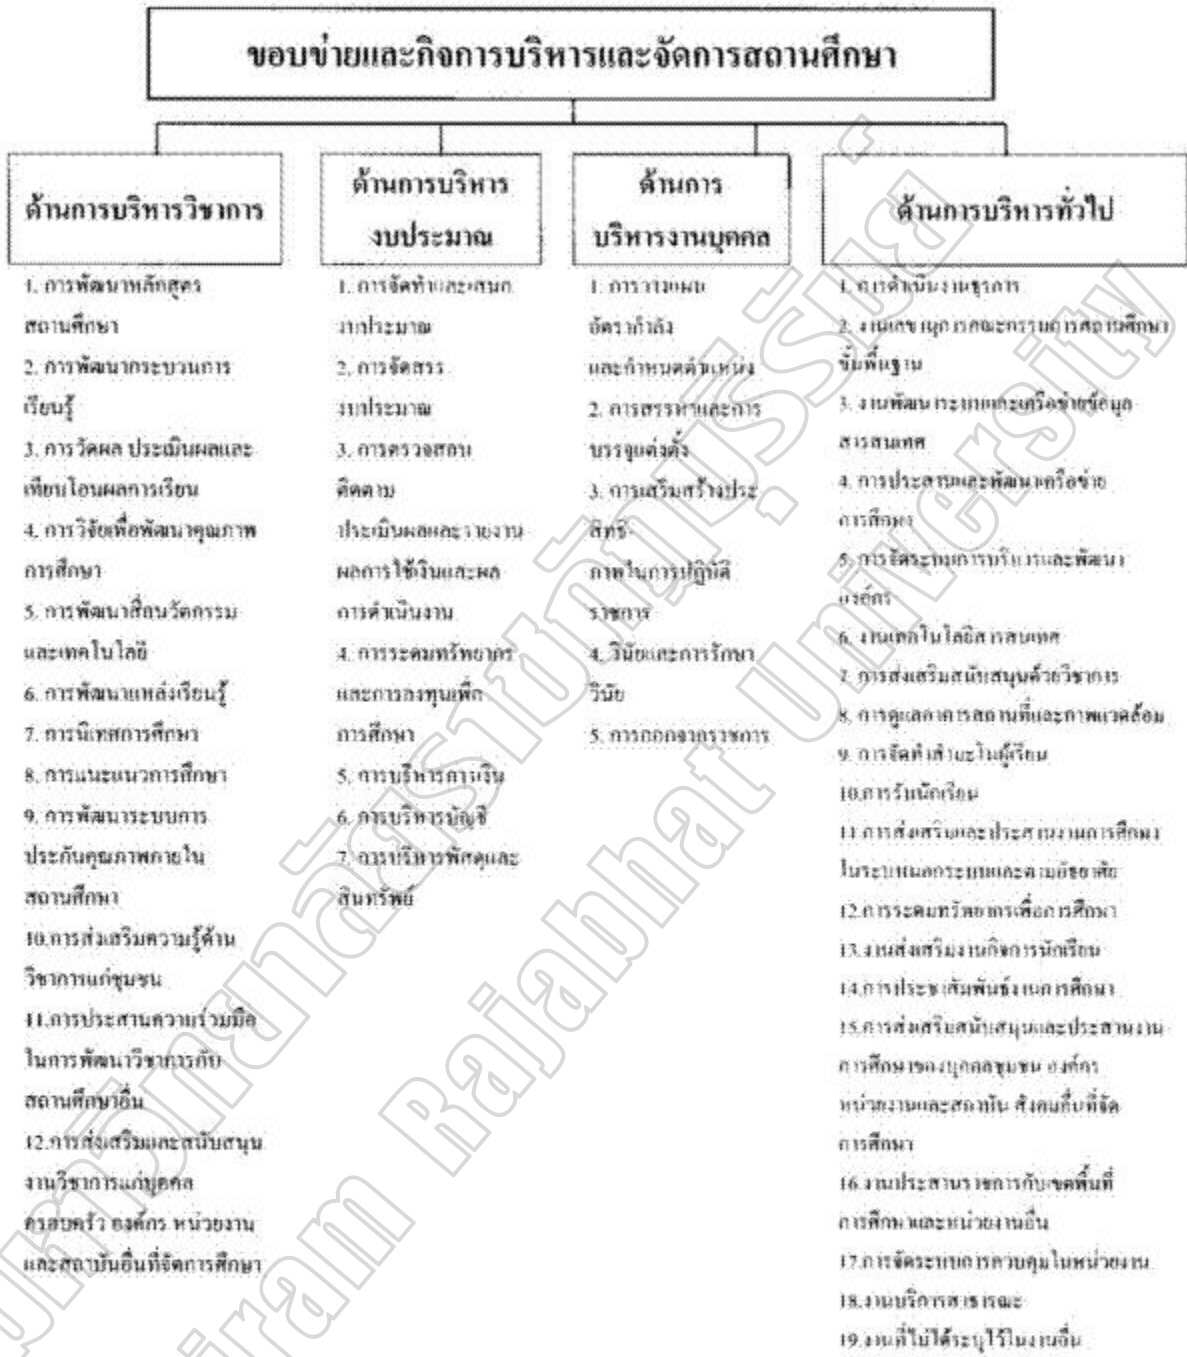 ขอบข่ายและกิจการบริหารและจัดการสถานศึกษา
ด้านการบริหารวิชาการ
1. การพัฒนาหลักสูตร
สถานศึกษา
2. การพัฒนากระบวนการ
เรียนรู้
3. การวัดผล ประเมินผลและ
เทียบโอนผลการเรียน
4. การวิจัยเพื่อพัฒนาคุณภาพ
การศึกษา
5. การพัฒนาสื่อนวัตกรรม
และเทคโนโลยี
6. การพัฒนาแหล่งเรียนรู้
7. การนิเทศการศึกษา
8. การแนะแนวการศึกษา
9. การพัฒนาระบบการ
ประกันคุณภาพภายใน
สถานศึกษา
10.การส่งเสริมความรู้ด้าน
วิชาการแก่ชุมชน
11.การประสานความร่วมมือ
ในการพัฒนาวิชาการกับ
สถานศึกษาอื่น
12.การส่งเสริมและสนับสนุน
งานวิชาการแก่บุคคล
ครอบครัว องค์กร หน่วยงาน
และสถาบันอื่นที่จัดการศึกษา
ด้านการบริหาร
งบประมาณ
1. การจัดทำและเสนอ
งบประมาณ
2. การจัดสรร
งบประมาณ
3. การตรวจสอบ
ติดตาม
ประเมินผลและรายงาน
ผลการใช้เงินและผล
การดำเนินงาน
4. การระดมทรัพยากร
และการลงทุนเพื่อ
การศึกษา
5. การบริหารการเงิน
6. การบริหารบัญชี
7. การบริหารพัสดุและ
สินทรัพย์
ด้านการ
บริหารงานบุคคล
1. การวางแผน
อัตรากำลัง
และกำหนดตำแหน่ง
2. การสรรหาและการ
บรรจุแต่งตั้ง
3. การเสริมสร้างประ
สิทธิ-
ภาพในการปฏิบัติ
ราชการ
4. วินัยและการรักษา
วินัย
5. การออกจากราชการ
ด้านการบริหารทั่วไป
1. การดำเนินงานธุรการ
2. งานเลขานุการคณะกรรมการสถานศึกษา
ขั้นพื้นฐาน
3. งานพัฒนาระบบและเครือข่ายข้อมูล
สารสนเทศ
4. การประสานและพัฒนาเครือข่าย
การศึกษา
5. การจัดระบบการบริหารและพัฒนา
องค์กร
6. งานเทคโนโลยีสารสนเทศ
7. การส่งเสริมสนับสนุนด้วยวิชาการ
8. การดูแลอาคารสถานที่และภาพแวดล้อม
9. การจัดทำสำมะโนผู้เรียน
10.การรับนักเรียน
11.การส่งเสริมและประสานงานการศึกษา
ในระบบนอกระบบและตามอัธยาศัย
12.การระดมทรัพยากรเพื่อการศึกษา
13.งานส่งเสริมงานกิจการนักเรียน
14.การประชาสัมพันธ์งานการศึกษา
15.การส่งเสริมสนับสนุนและประสานงาน
การศึกษาของบุคคลชุมชน องค์กร
หน่วยงานและสถาบัน สังคมอื่นที่จัด
การศึกษา
16.งานประสานราชการกับเขตพื้นที่
การศึกษาและหน่วยงานอื่น
17.การจัดระบบการควบคุมในหน่วยงาน
18.งานบริการสาธารณะ
19.งานที่ไม่ได้ระบุไว้ในงานอื่น
Rajabhat University